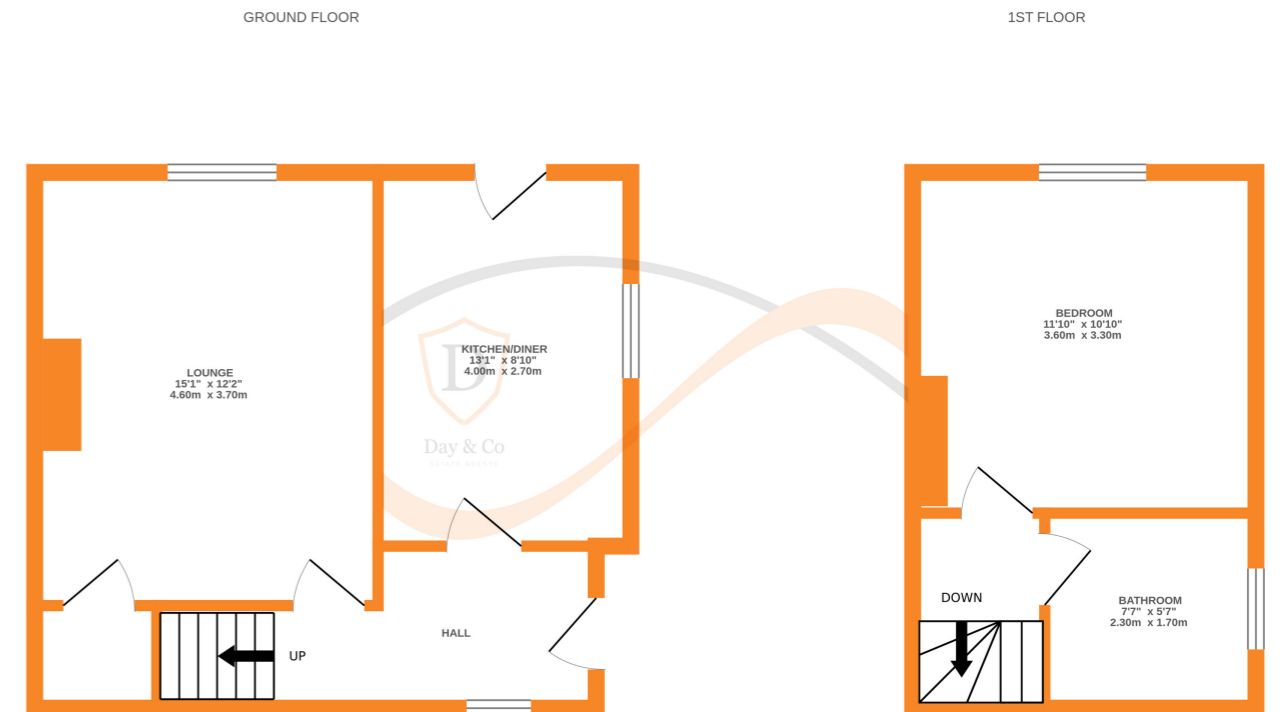 GROUND FLOOR
1ST FLOOR
LOUNGE
15'1" x 12'2"
4.60m x 3.70m
KITCHEN/DINER
13'1" x 8'10"
4.00m x 2.70m
D
Day & Co
ESTATE AGENTS
HALL
UP
BEDROOM
11'10" x 10'10"
3.60m x 3.30m
DOWN
BATHROOM
7'7" x 5'7"
2.30m x 1.70m